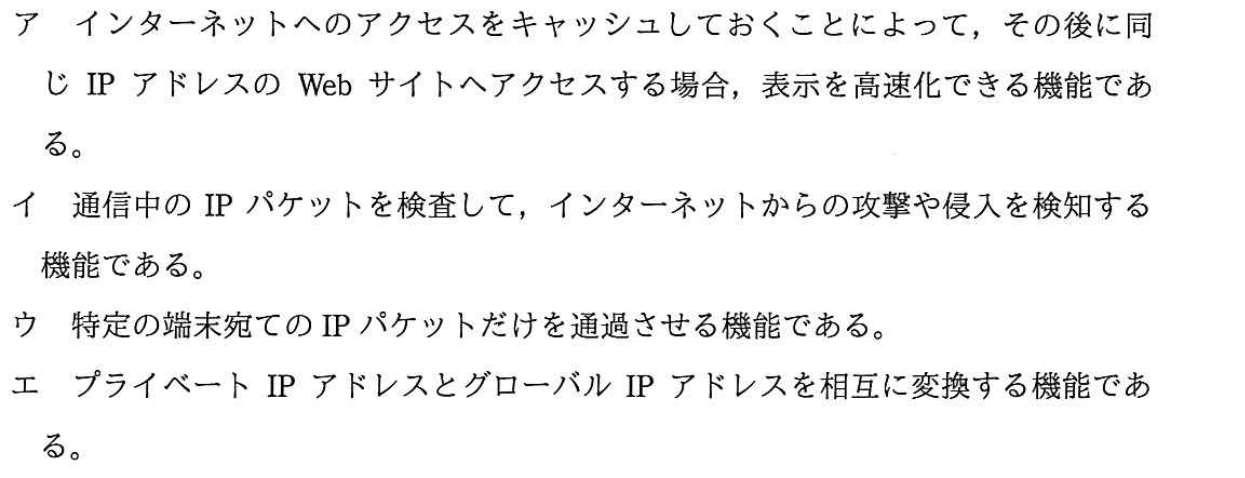 ア　インターネットへのアクセスをキャッシュしておくことによって，その後に同
じ IP アドレスの Web サイトへアクセスする場合，表示を高速化できる機能であ
る。
イ　通信中の IP パケットを検査して，インターネットからの攻撃や侵入を検知する
機能である。
ウ　特定の端末宛ての IP パケットだけを通過させる機能である。
エ　プライベート IP アドレスとグローバル IP アドレスを相互に変換する機能であ
る。